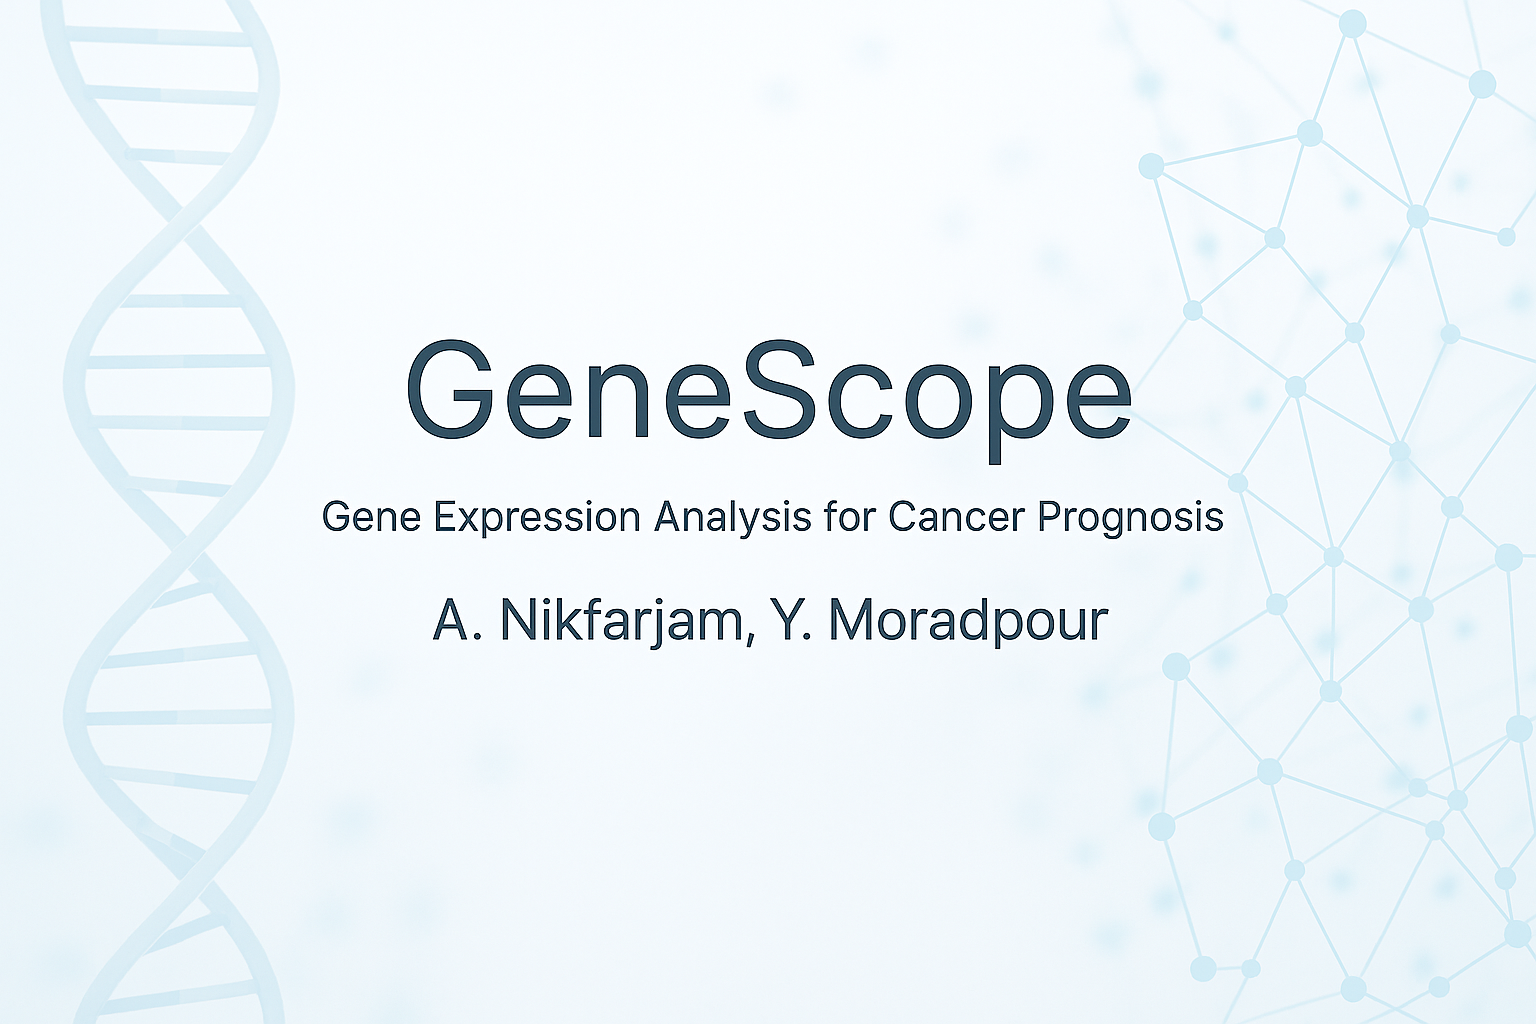 GeneScope
Gene Expression Analysis for Cancer Prognosis
A. Nikfarjam, Y. Moradpour